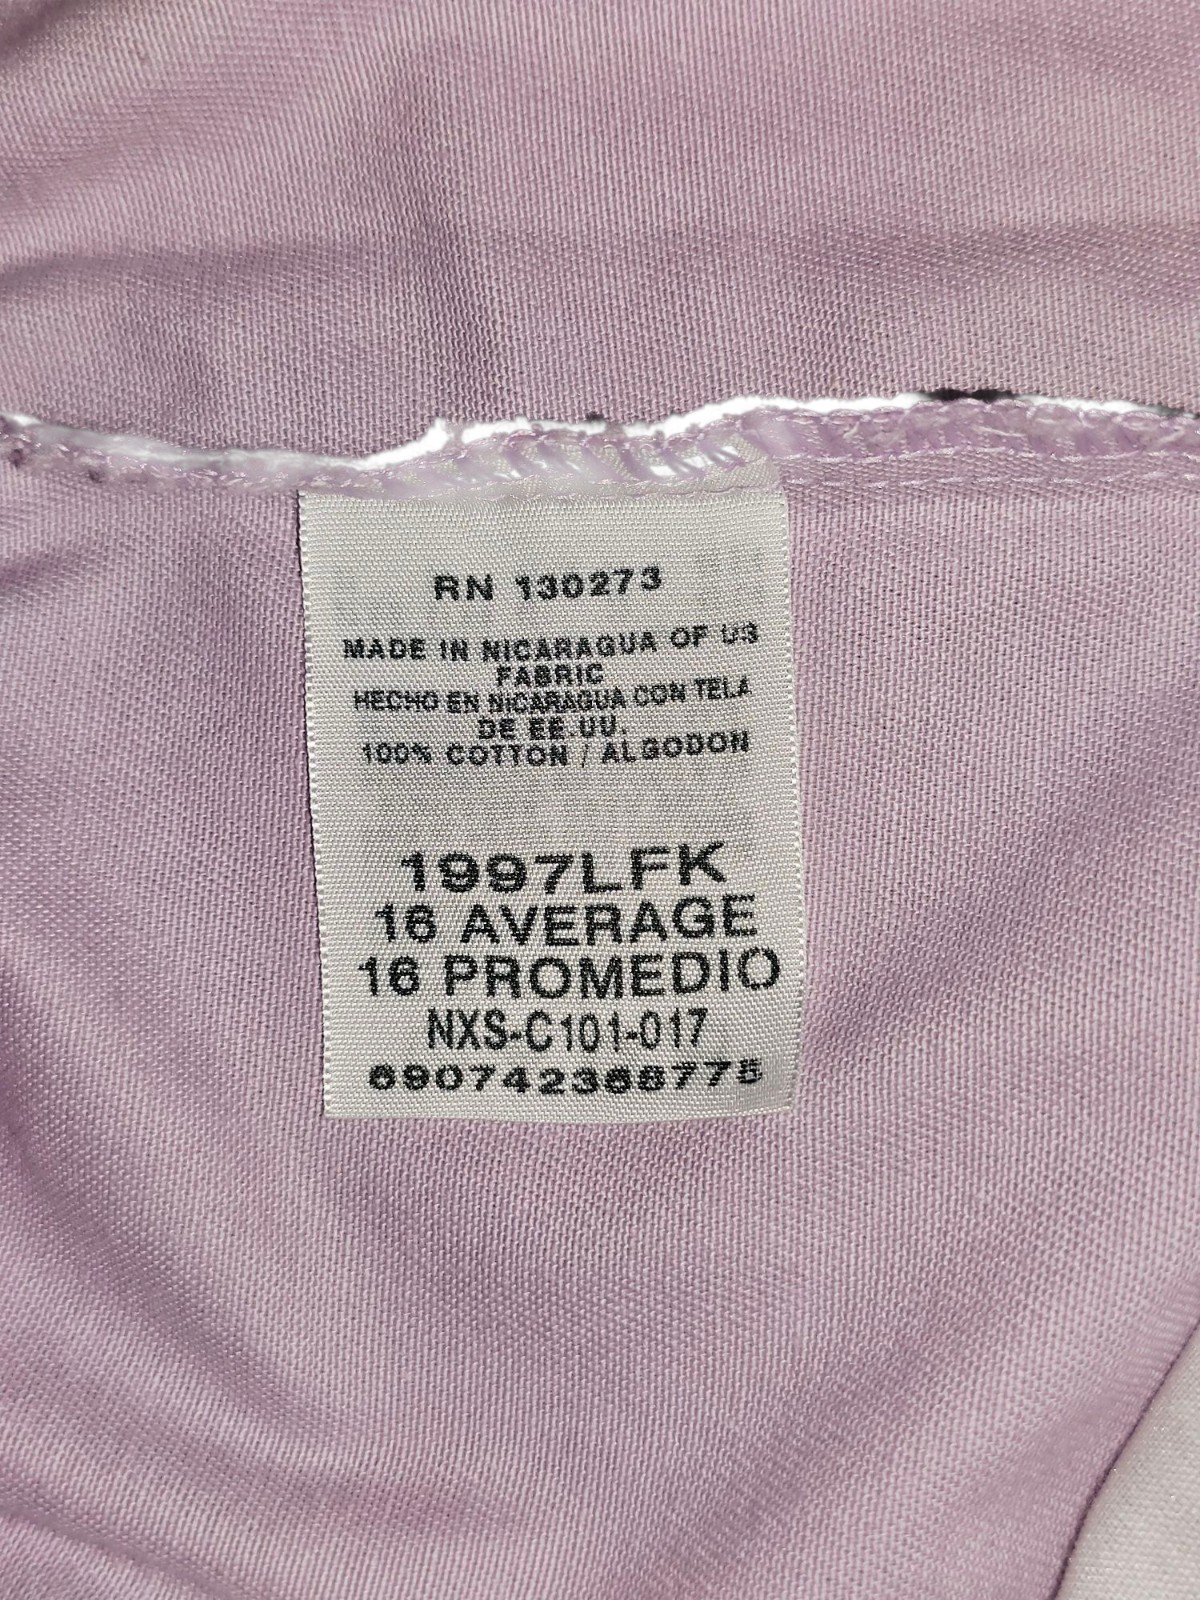 RN 130273
MADE IN NICARAGUA OF US
FABRIC
HECHO EN NICARAGUA CON TELA
DE EE.UU.
100% COTTON / ALGODON
1997LFK
16 AVERAGE
16 PROMEDIO
NXS-C101-017